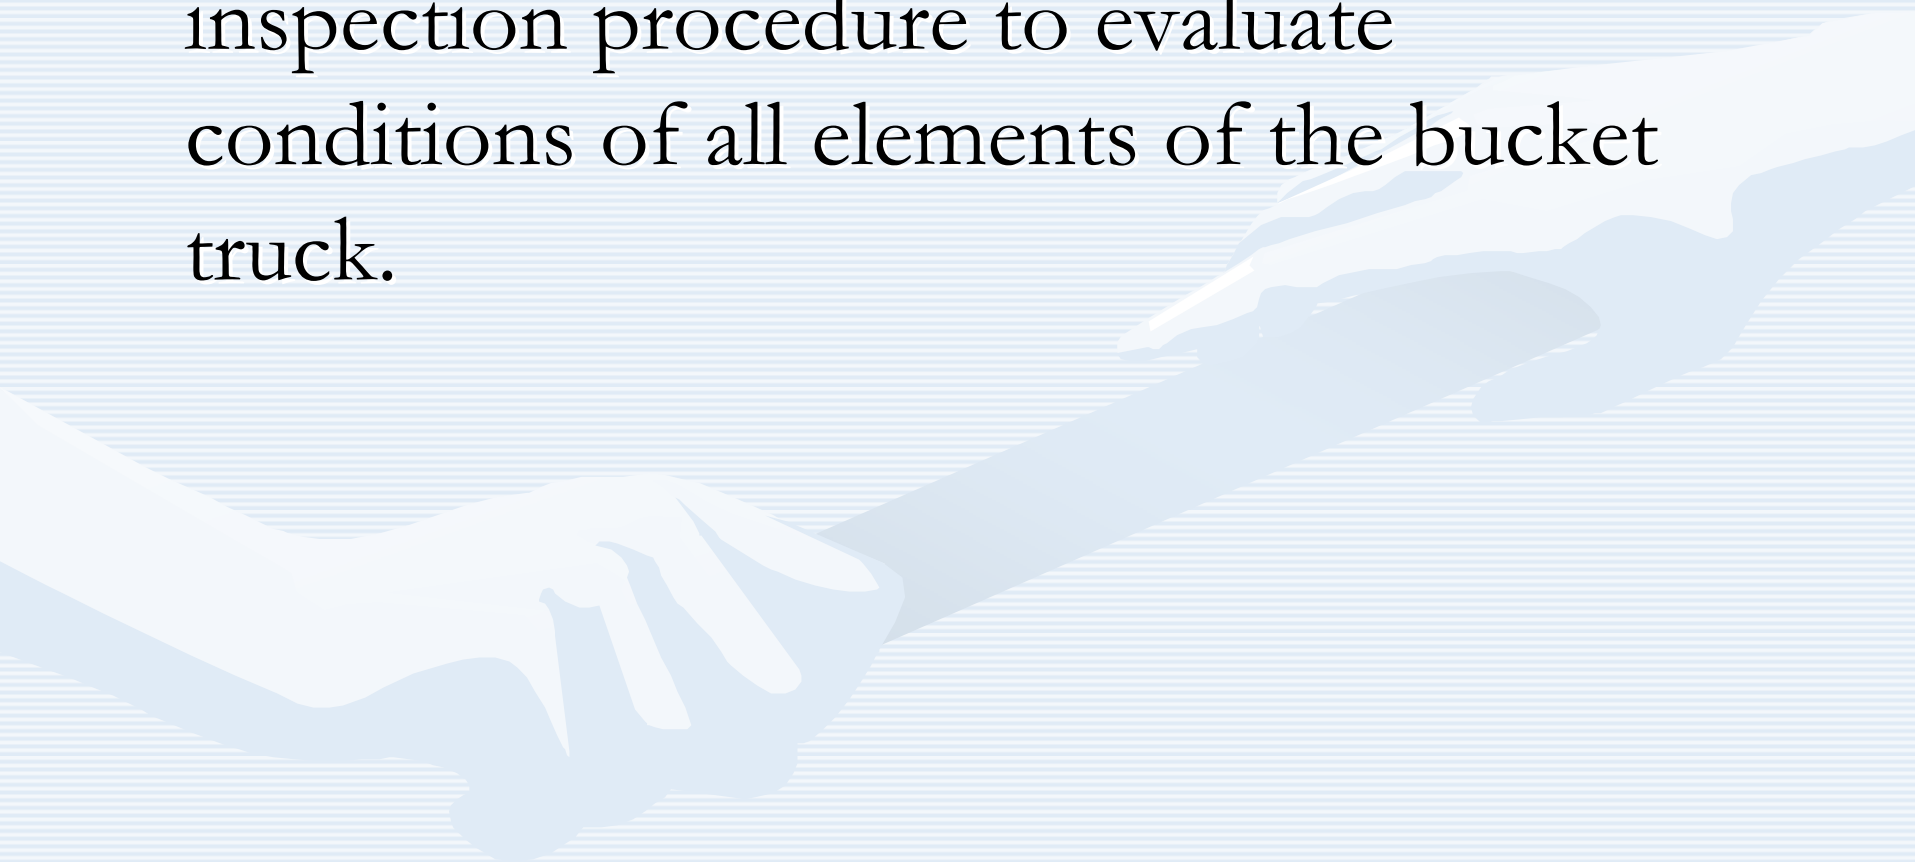 inspection procedure to evaluate
conditions of all elements of the bucket
truck.